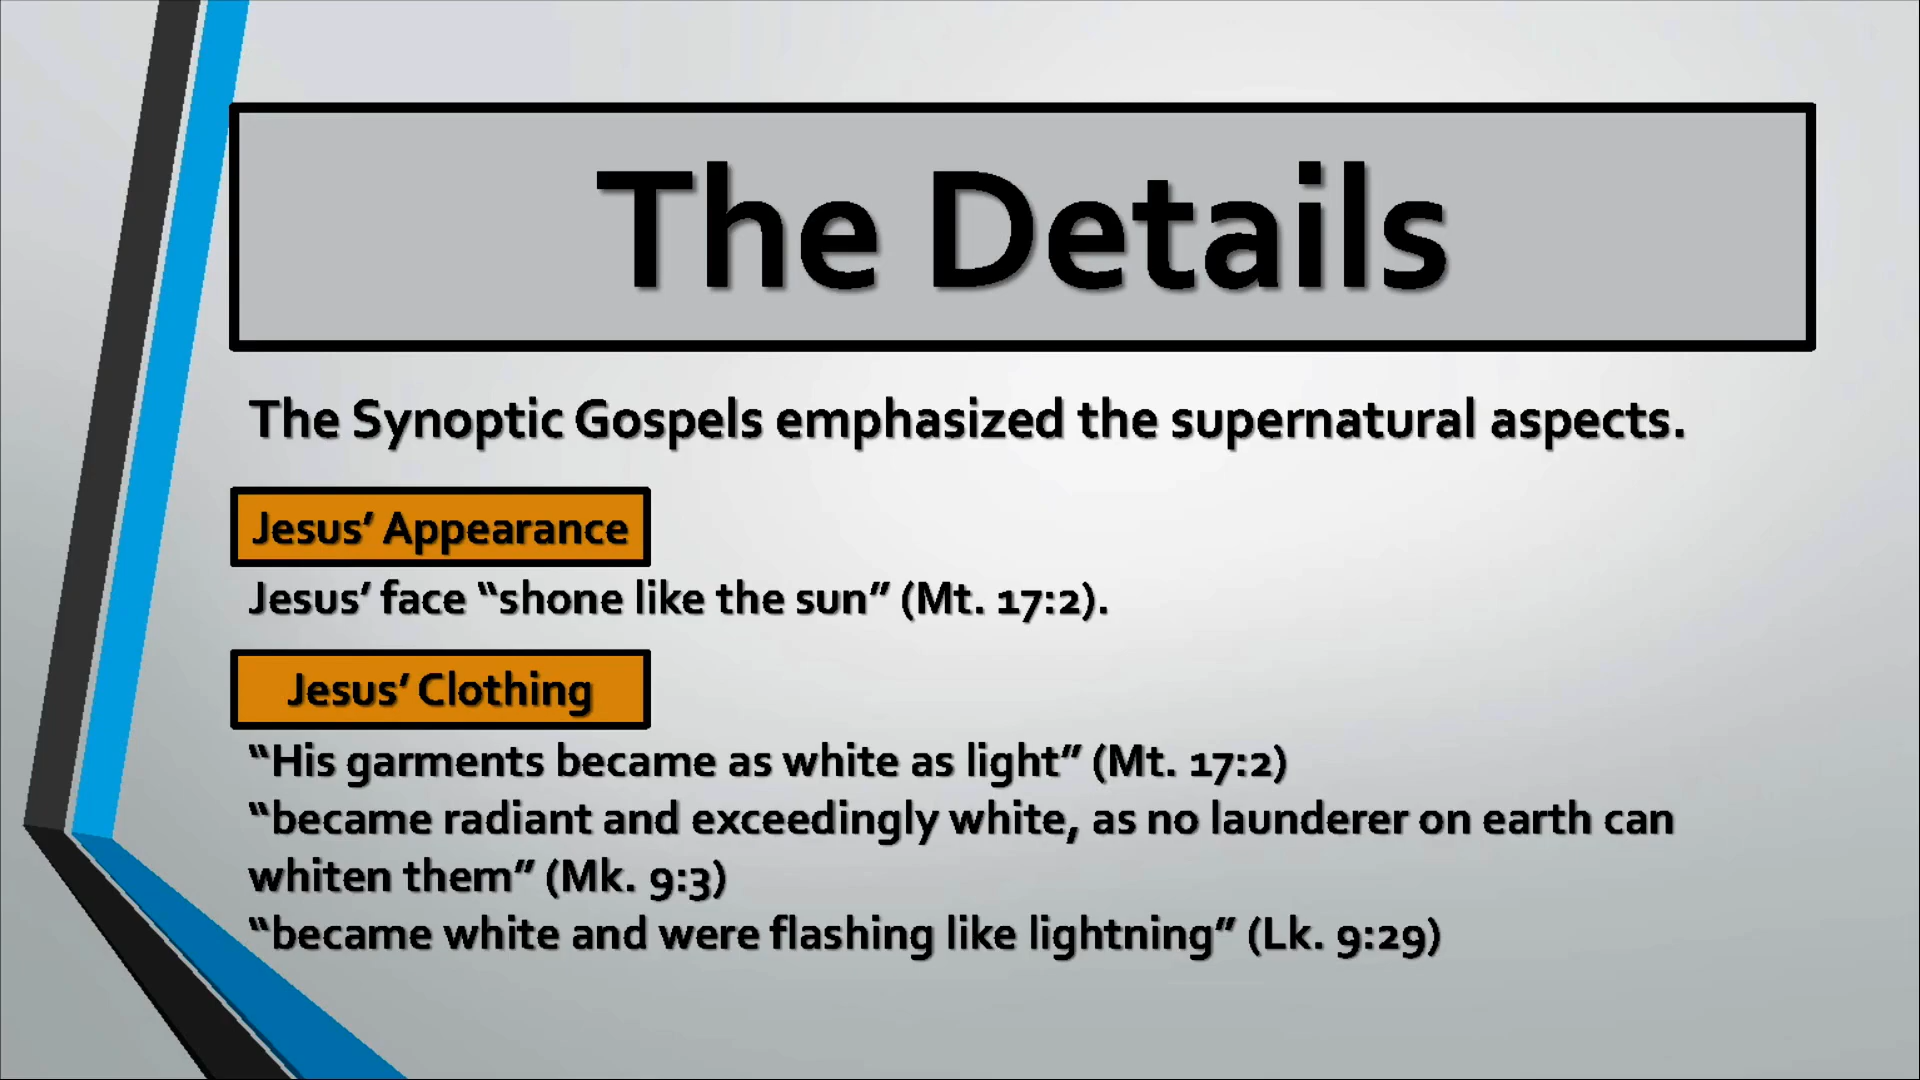 The Details
The Synoptic Gospels emphasized the supernatural aspects.
Jesus’ Appearance
Jesus’ face “shone like the sun” (Mt. 17:2).
Jesus’ Clothing
“His garments became as white as light” (Mt. 17:2)
“became radiant and exceedingly white, as no launderer on earth can
whiten them” (Mk. 9:3)
“became white and were flashing like lightning” (Lk. 9:29)